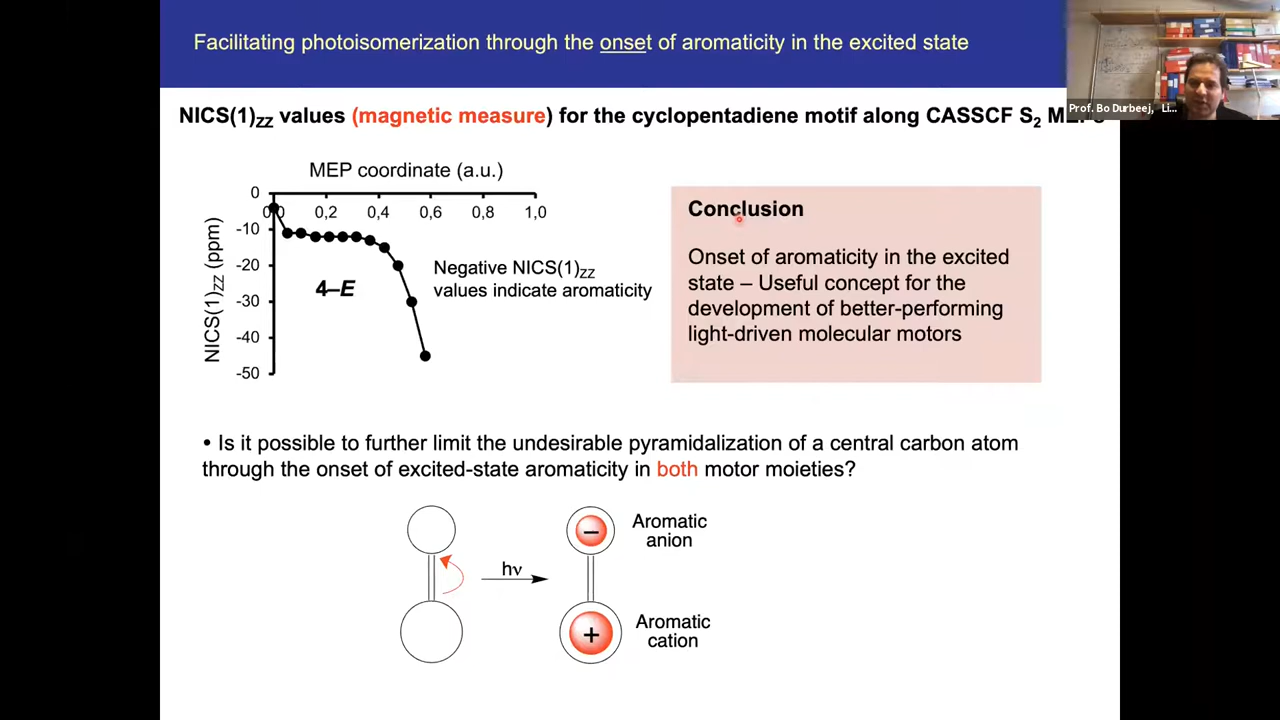 Facilitating photoisomerization through the onset of aromaticity in the excited state
Prof. Bo Durbeej, Li...
NICS(1)ZZ values (magnetic measure) for the cyclopentadiene motif along CASSCF S2
MEP coordinate (a.u.)
0
0,2 0,4 0,6 0,8 1,0
-10
-20
-30
-40
-50
NICS(1)ZZ (ppm)
4–E
Negative NICS(1)ZZ
values indicate aromaticity
Conclusion
Onset of aromaticity in the excited
state – Useful concept for the
development of better-performing
light-driven molecular motors
• Is it possible to further limit the undesirable pyramidalization of a central carbon atom
through the onset of excited-state aromaticity in both motor moieties?
hν
–
Aromatic
anion
+
Aromatic
cation